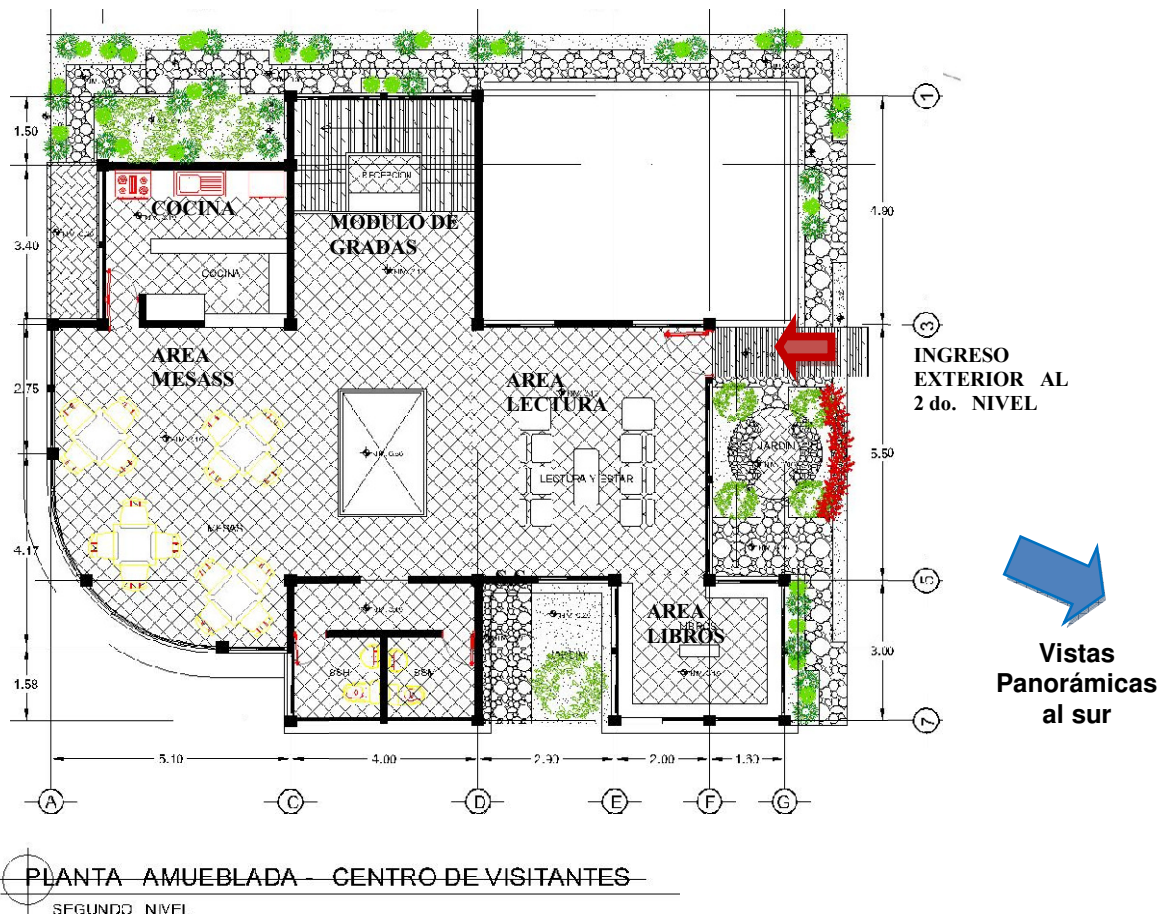 1
1.50
RECEPCION
COCINA
MODULO DE
GRADAS
4.90
3.40
COCINA
3
INGRESO
EXTERIOR AL
2 do. NIVEL
AREA
MESASS
AREA
LECTURA
2.75
JARDIN
5.50
LECTURA Y ESTAR
MESAS
4.17
5
S.S
AREA
LIBROS
JARDIN
SSH
SSM
3.00
1.58
Vistas
Panorámicas
al sur
7
5.10
4.00
2.90
2.00
1.30
A
C
D
E
F
G
PLANTA AMUEBLADA - CENTRO DE VISITANTES
SEGUNDO NIVEL